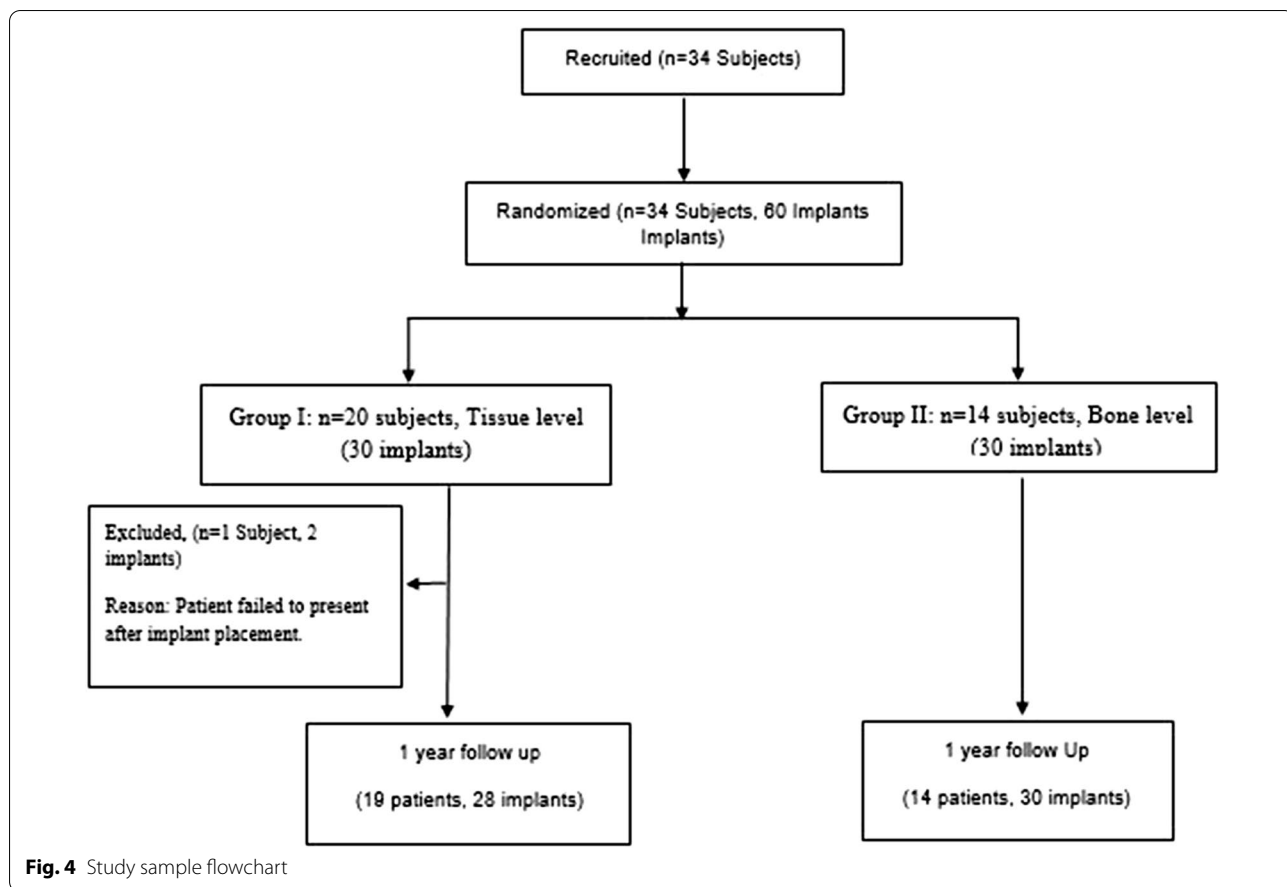 Recruited (n=34 Subjects)
Randomized (n=34 Subjects, 60 Implants
Implants)
Group I: n=20 subjects, Tissue level
(30 implants)
Group II: n=14 subjects, Bone level
(30 implants)
Excluded, (n=1 Subject, 2
implants)
Reason: Patient failed to present
after implant placement.
1 year follow up
(19 patients, 28 implants)
1 year follow Up
(14 patients, 30 implants)
Fig. 4 Study sample flowchart